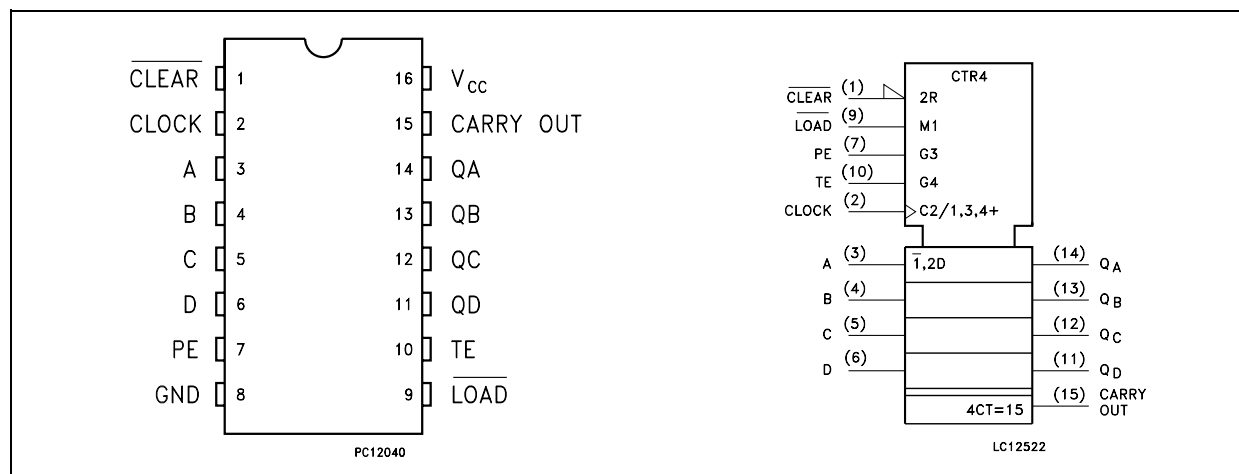 CLEAR 1 16 VCC
CLOCK 2 15 CARRY OUT
A 3 14 QA
B 4 13 QB
C 5 12 QC
D 6 11 QD
PE 7 10 TE
GND 8 9 LOAD
PC12040
CTR4
CLEAR (1) 2R
LOAD (9) M1
PE (7) G3
TE (10) G4
CLOCK (2) C2/1,3,4+
A (3) 1̅,2D (14) QA
B (4) (13) QB
C (5) (12) QC
D (6) (11) QD
4CT=15 (15) CARRY
OUT
LC12522